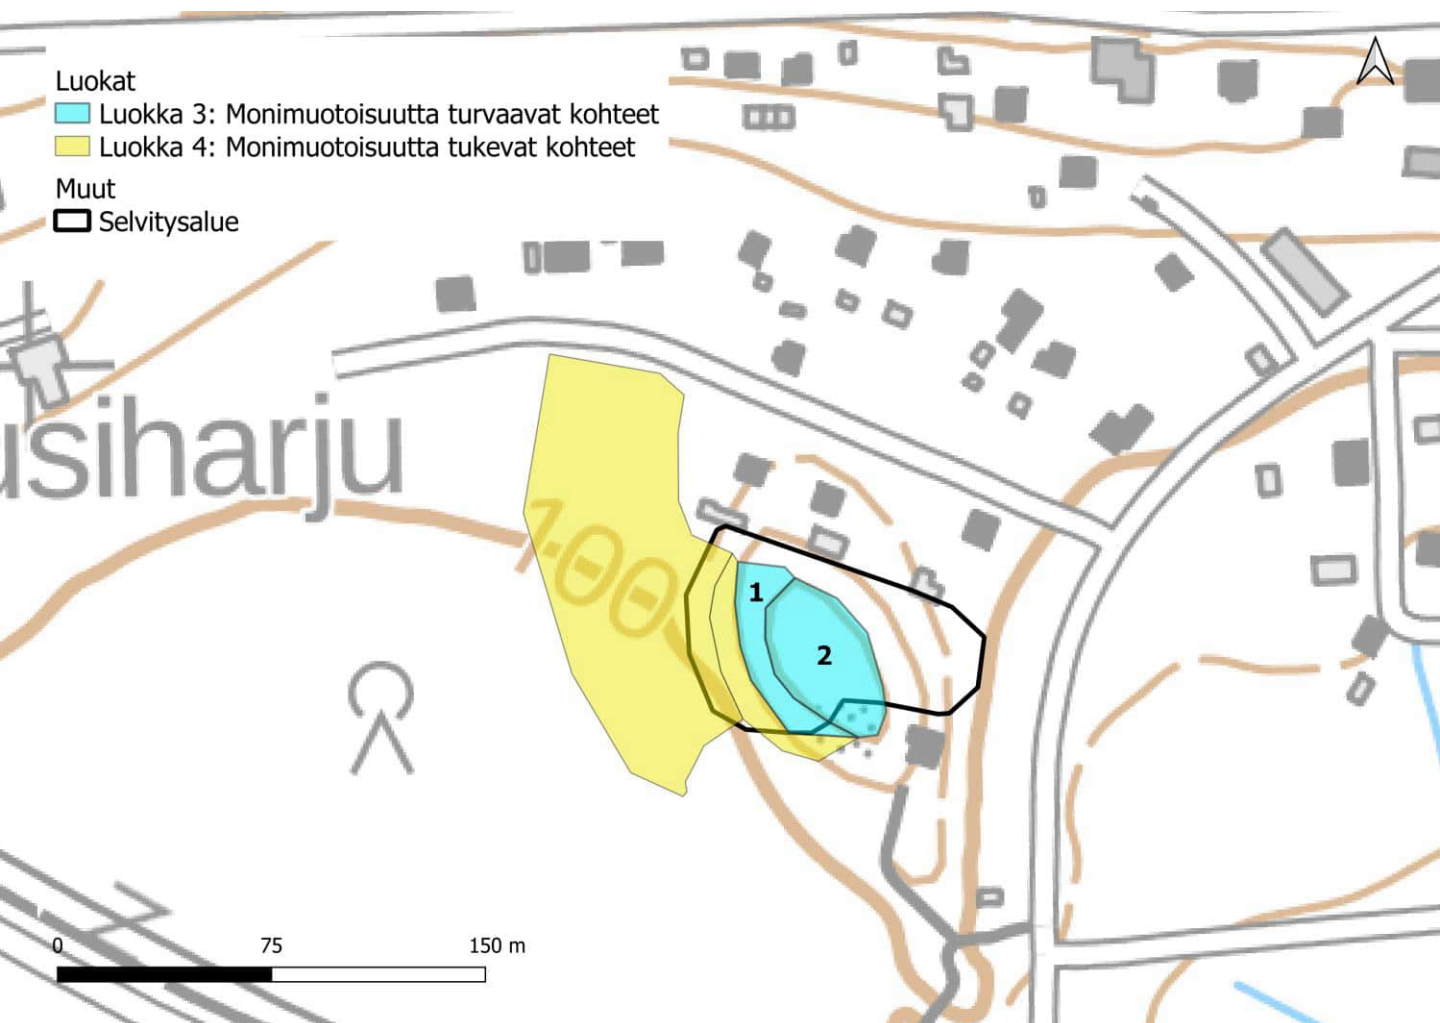 Luokat
Luokka 3: Monimuotoisuutta turvaavat kohteet
Luokka 4: Monimuotoisuutta tukevat kohteet
Muut
Selvitysalue
usiharju
100
1
2
0 75 150 m